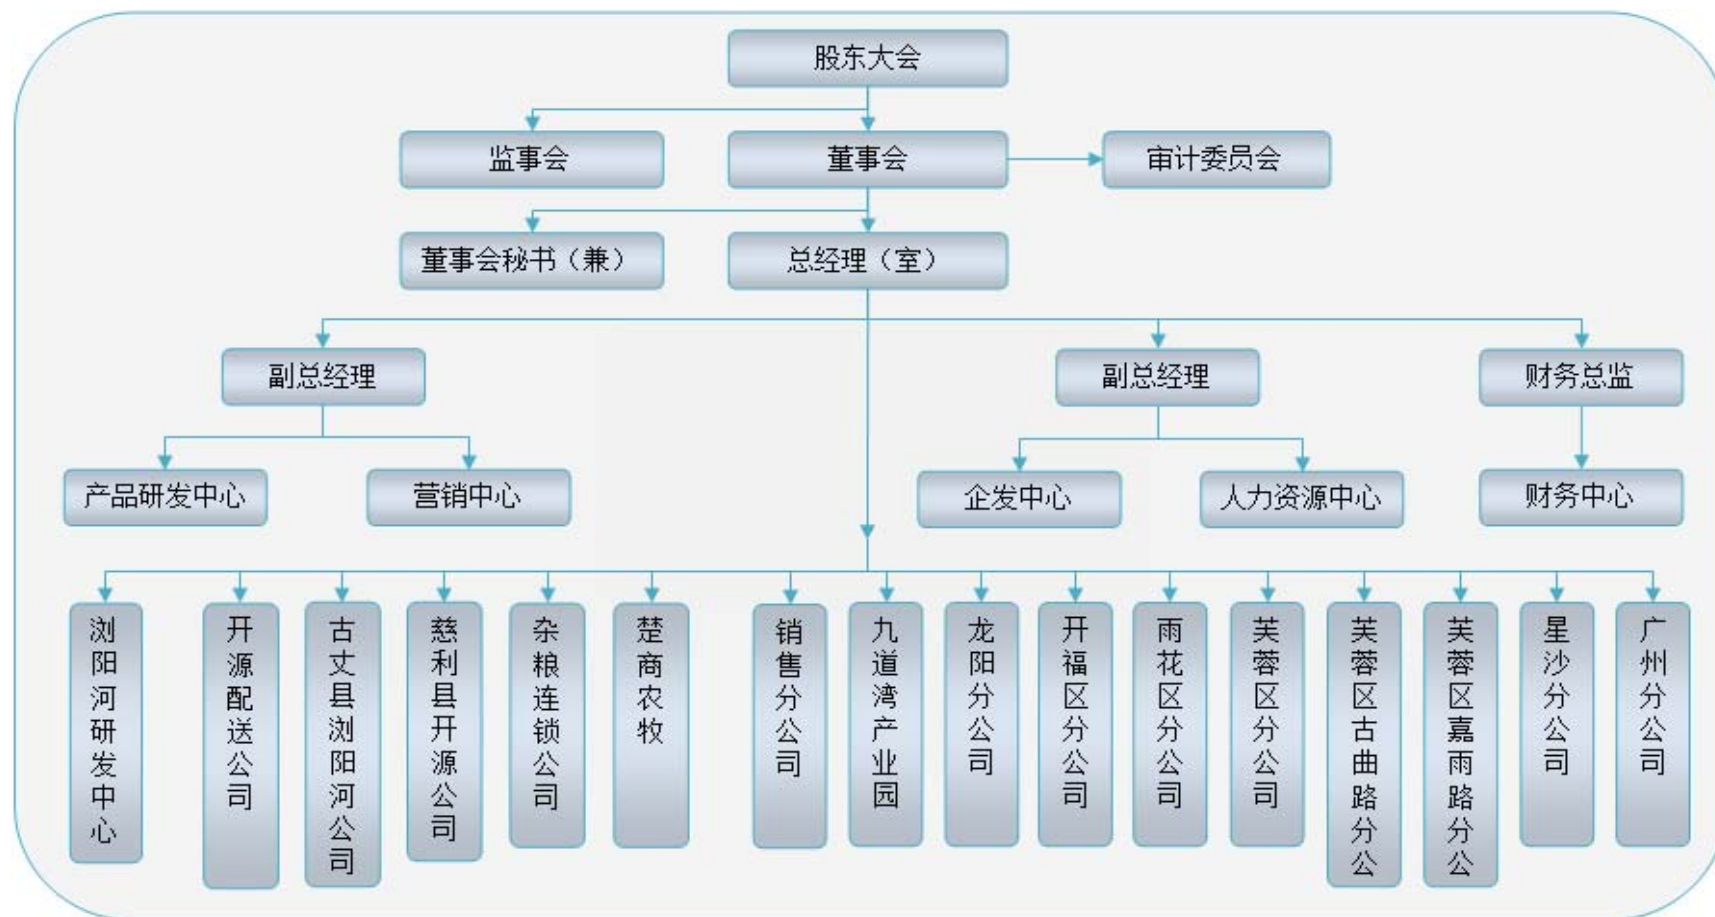 股东大会
监事会
董事会
审计委员会
董事会秘书（兼）
总经理（室）
副总经理
副总经理
财务总监
产品研发中心
营销中心
企发中心
人力资源中心
财务中心
浏阳河研发中心
开源配送公司
古丈县浏阳河公司
慈利县开源公司
杂粮连锁公司
楚商农牧
销售分公司
九道湾产业园
龙阳分公司
开福区分公司
雨花区分公司
芙蓉区分公司
芙蓉区古曲路分公
芙蓉区嘉雨路分公
星沙分公司
广州分公司